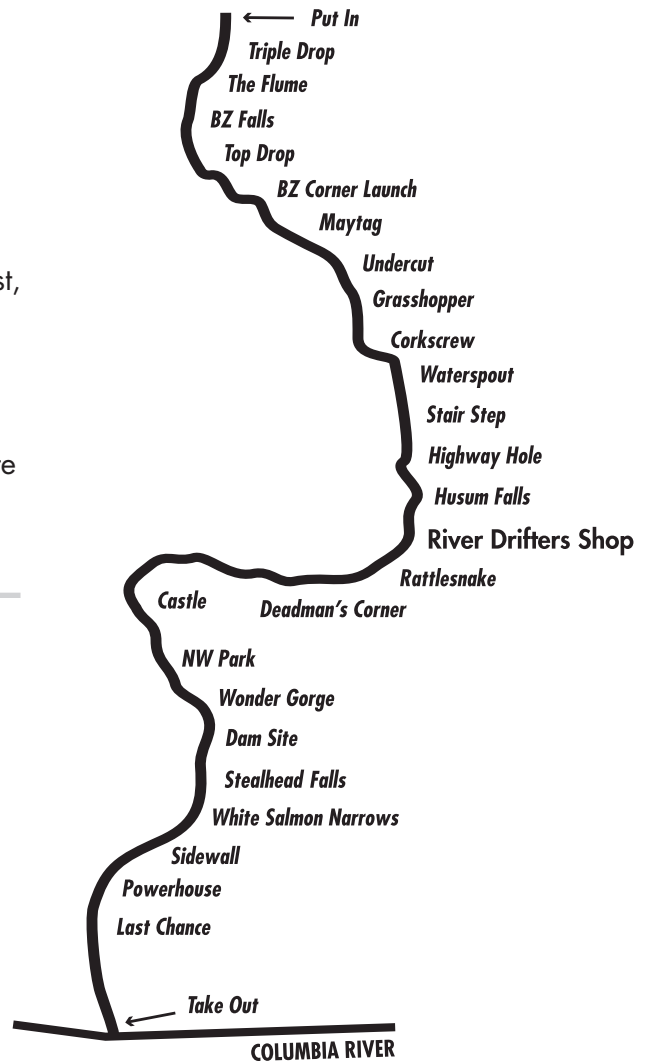 Put In
Triple Drop
The Flume
BZ Falls
Top Drop
BZ Corner Launch
Maytag
Undercut
st,
Grasshopper
Corkscrew
Waterspout
Stair Step
Highway Hole
re
Husum Falls
River Drifters Shop
Rattlesnake
Castle
Deadman's Corner
NW Park
Wonder Gorge
Dam Site
Stealhead Falls
White Salmon Narrows
Sidewall
Powerhouse
Last Chance
Take Out
COLUMBIA RIVER